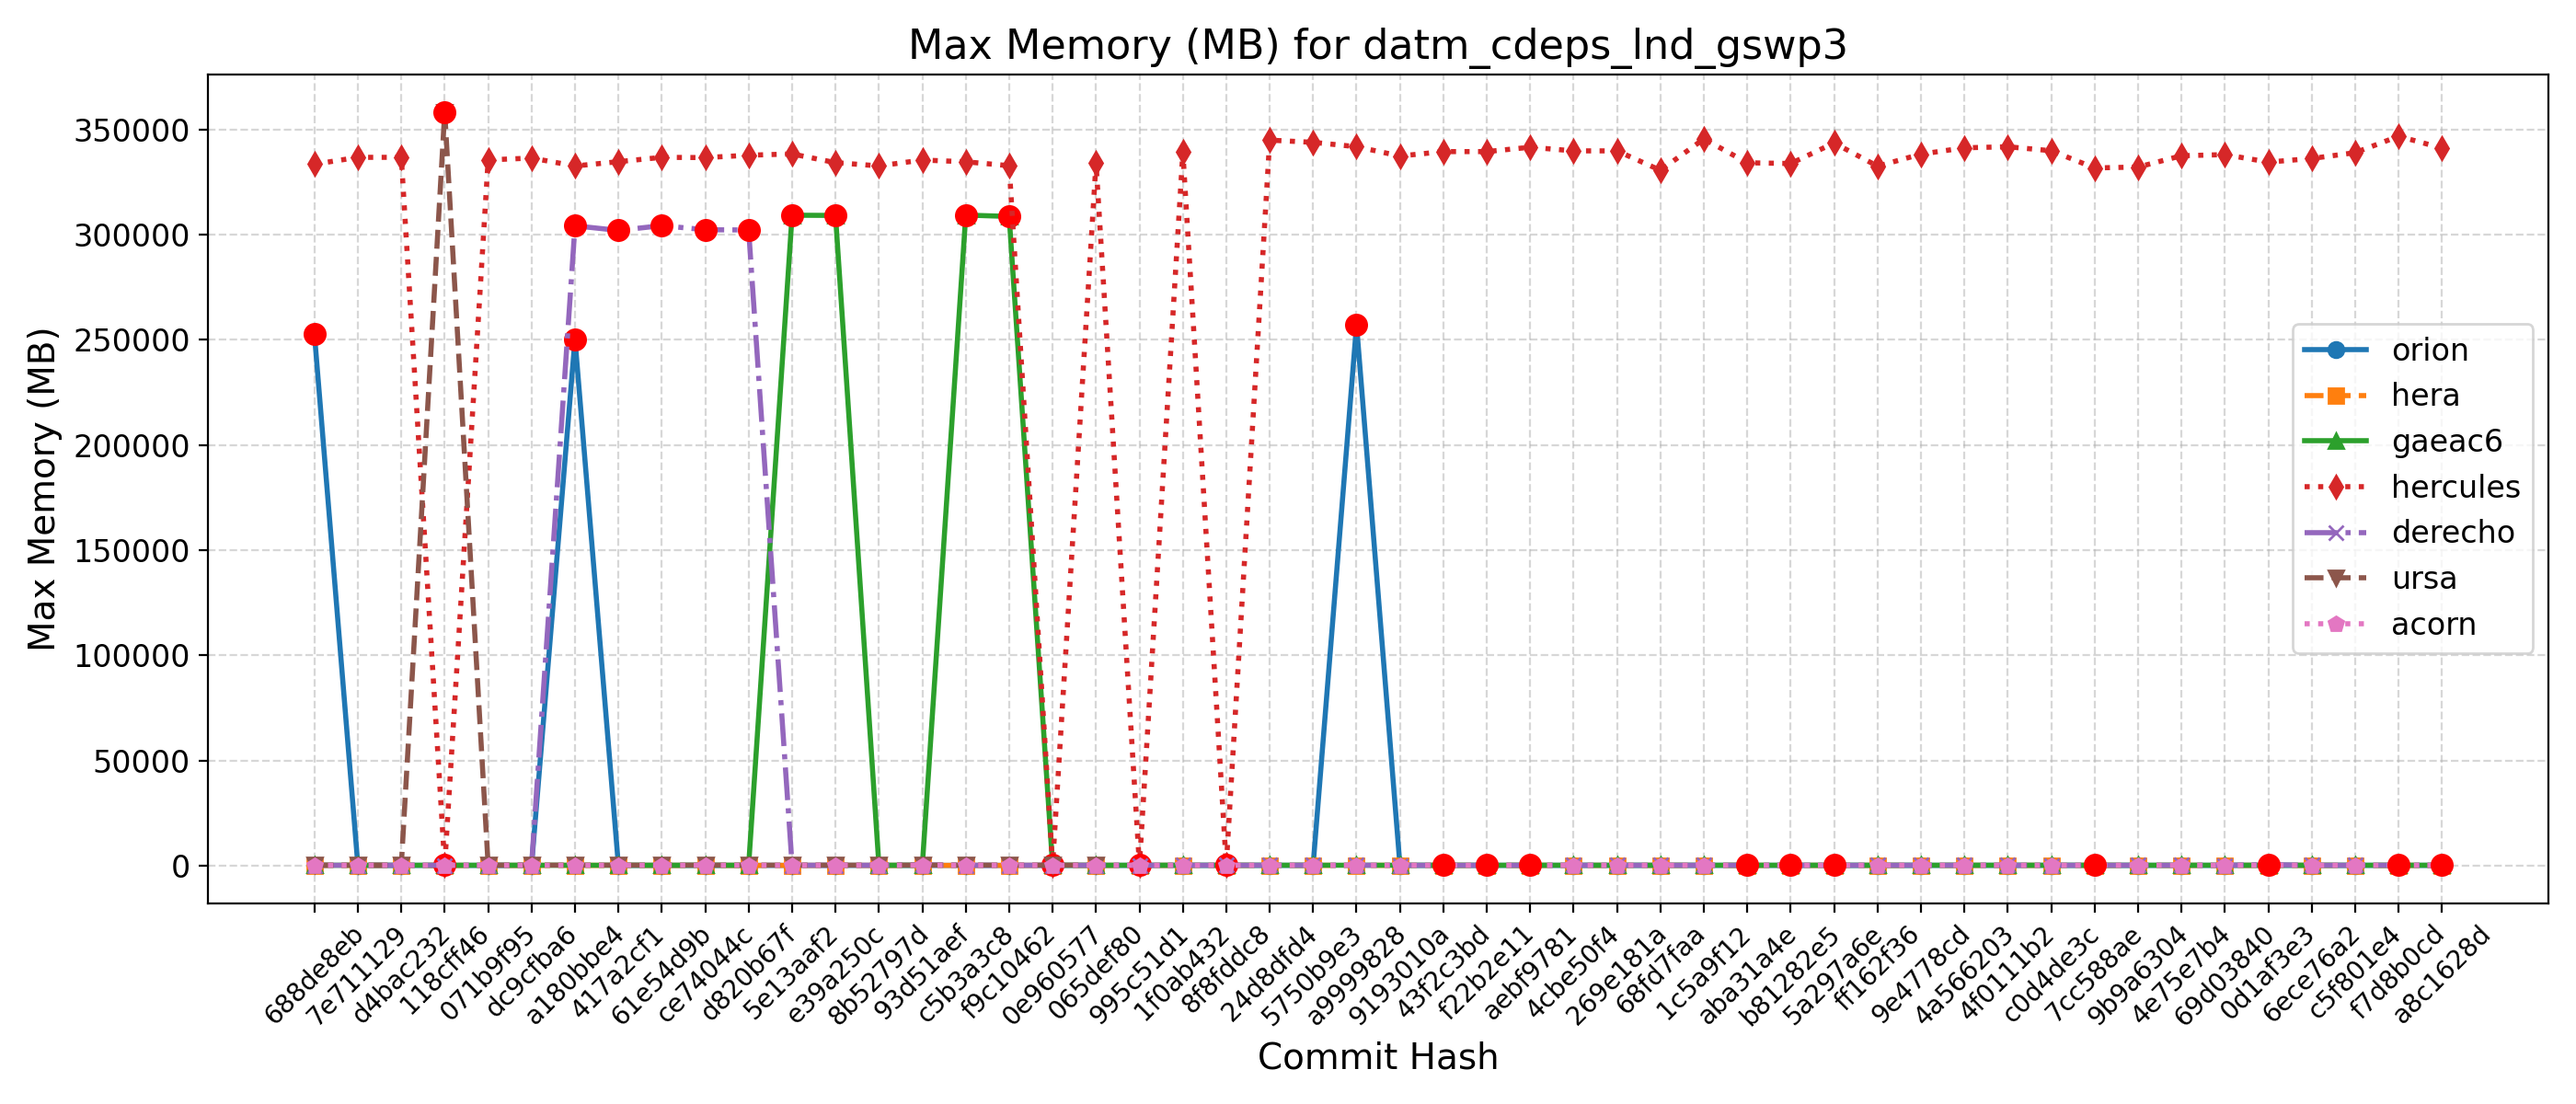 Max Memory (MB) for datm_cdeps_lnd_gswp3
Max Memory (MB)
350000
300000
250000
200000
150000
100000
50000
0
orion
hera
gaeac6
hercules
derecho
ursa
acorn
688de8eb
7e711129
d4bac232
118cff46
071b9f95
dc9cfba6
a180bbe4
417a2cf1
61e54d9b
ce74044c
d820b67f
5e13aaf2
e39a250c
8b52797d
93d51aef
c5b3a3c8
f9c10462
0e960577
065def80
995c51d1
1f0ab432
8f8fddc8
24d8dfd4
5750b9e3
a9999828
9193010a
43f2c3bd
f22b2e11
aebf9781
4cbe50f4
269e181a
68fd7faa
1c5a9f12
aba31a4e
b81282e5
5a297a6e
ff162f36
9e4778cd
4a566203
4f0111b2
c0d4de3c
7cc588ae
9b9a6304
4e75e7b4
69d03840
0d1af3e3
6ece76a2
c5f801e4
f7d8b0cd
a8c1628d
Commit Hash